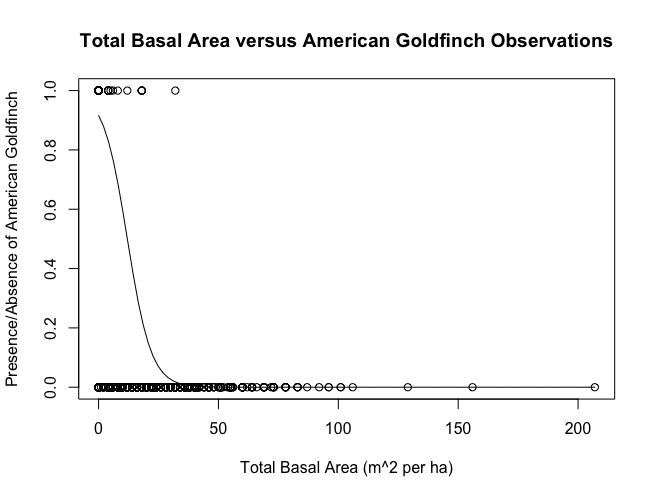 Total Basal Area versus American Goldfinch Observations
Presence/Absence of American Goldfinch
1.0
0.8
0.6
0.4
0.2
0.0
0 50 100 150 200
Total Basal Area (m^2 per ha)